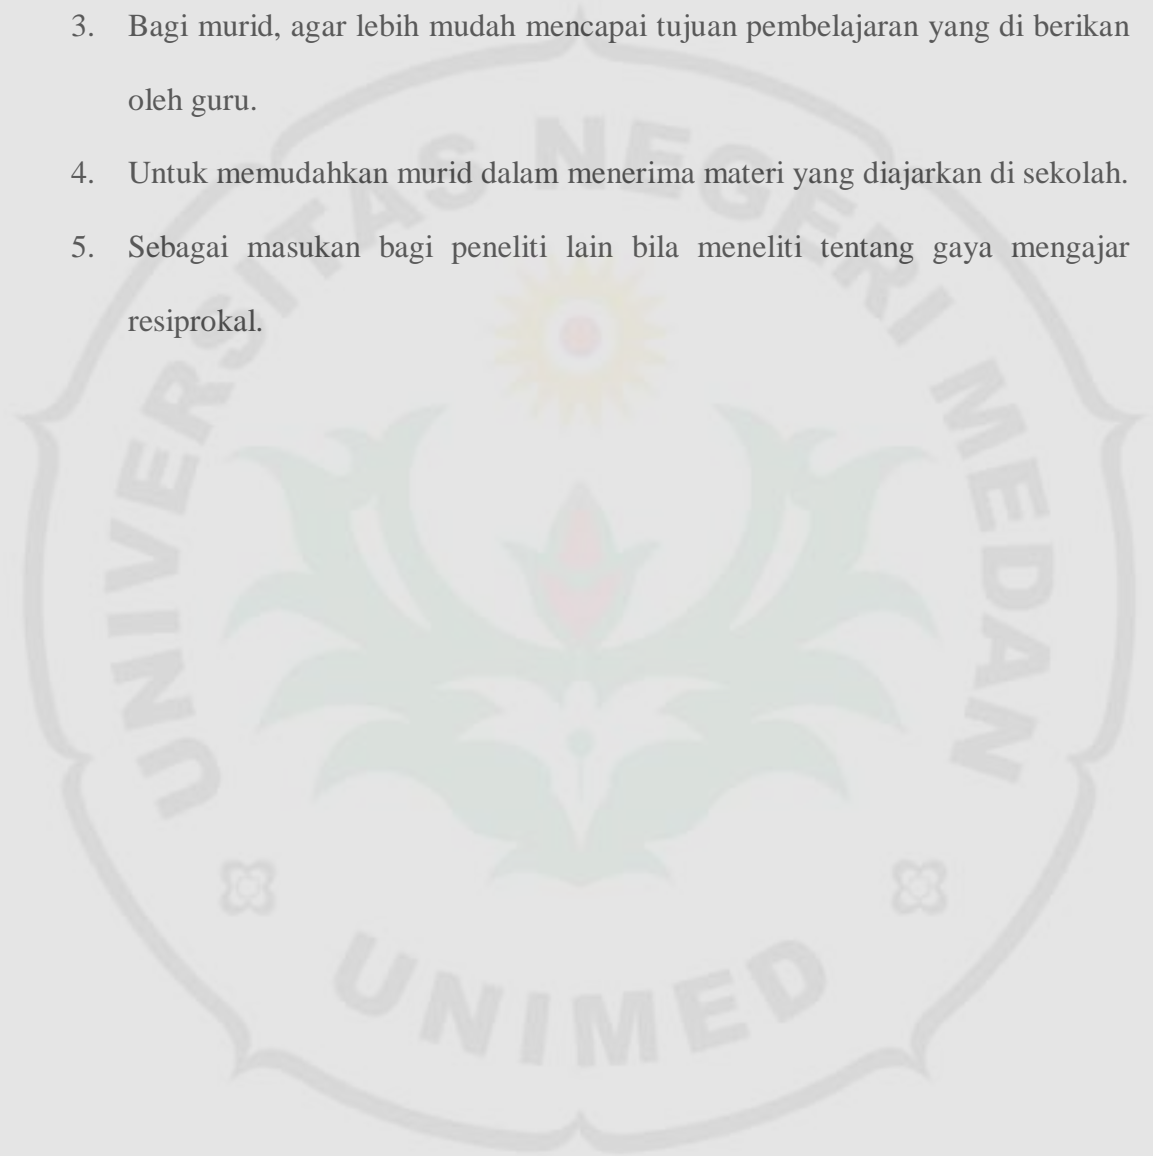 3. Bagi murid, agar lebih mudah mencapai tujuan pembelajaran yang di berikan
oleh guru.
4. Untuk memudahkan murid dalam menerima materi yang diajarkan di sekolah.
5. Sebagai masukan bagi peneliti lain bila meneliti tentang gaya mengajar
resiprokal.
UNIVERSITAS NEGERI MEDAN
UNIMED